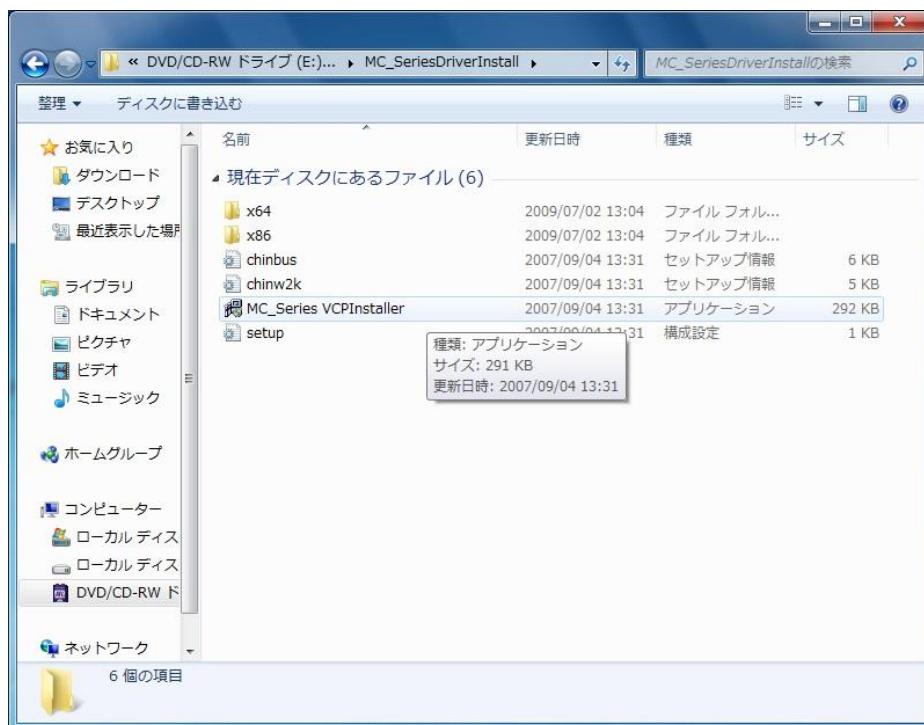 « DVD/CD-RW ドライブ (E:)... ▸ MC_SeriesDriverInstall ▸
MC_SeriesDriverInstallの検索
整理 ディスクに書き込む
お気に入り
ダウンロード
デスクトップ
最近表示した場所
ライブラリ
ドキュメント
ピクチャ
ビデオ
ミュージック
ホームグループ
コンピューター
ローカル ディス
ローカル ディス
DVD/CD-RW ド
ネットワーク
名前 更新日時 種類 サイズ
現在ディスクにあるファイル (6)
x64 2009/07/02 13:04 ファイル フォル...
x86 2009/07/02 13:04 ファイル フォル...
chinbus 2007/09/04 13:31 セットアップ情報 6 KB
chinw2k 2007/09/04 13:31 セットアップ情報 5 KB
MC_Series VCPInstaller 2007/09/04 13:31 アプリケーション 292 KB
setup 2007/09/04 13:31 構成設定 1 KB
種類: アプリケーション
サイズ: 291 KB
更新日時: 2007/09/04 13:31
6 個の項目